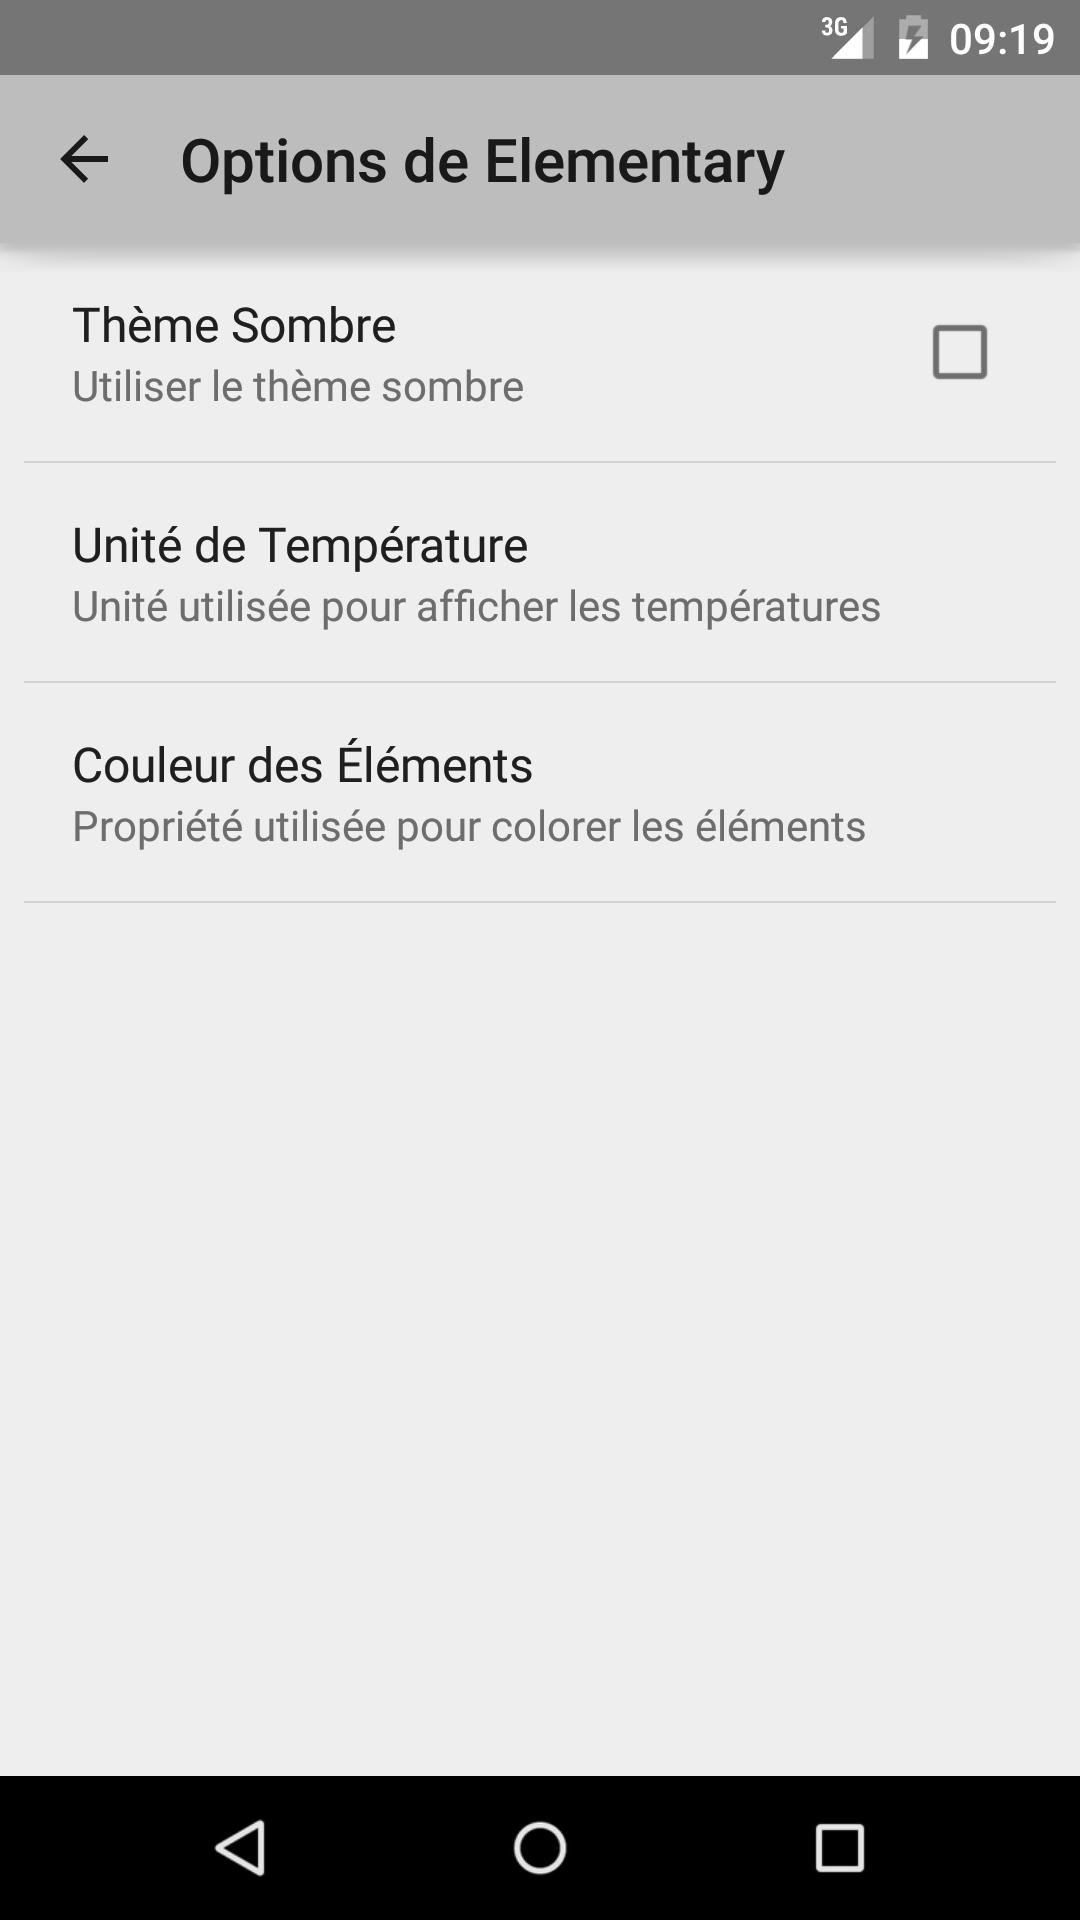 3G 09:19
Options de Elementary
Thème Sombre
Utiliser le thème sombre
Unité de Température
Unité utilisée pour afficher les températures
Couleur des Éléments
Propriété utilisée pour colorer les éléments